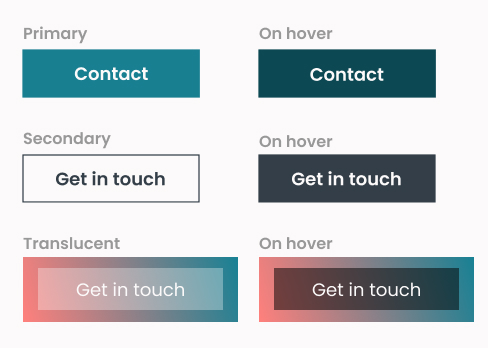 Primary
On hover
Contact
Contact
Secondary
On hover
Get in touch
Get in touch
Translucent
On hover
Get in touch
Get in touch